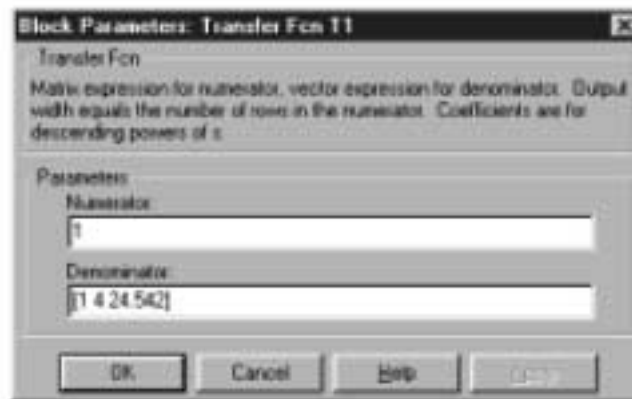 Block Parameters: Transfer Fcn T1
Transfer Fcn
Matrix expression for numerator, vector expression for denominator. Output
width equals the number of rows in the numerator. Coefficients are for
descending powers of s.
Parameters
Numerator:
1
Denominator:
[1 4 24.542]
OK Cancel Help